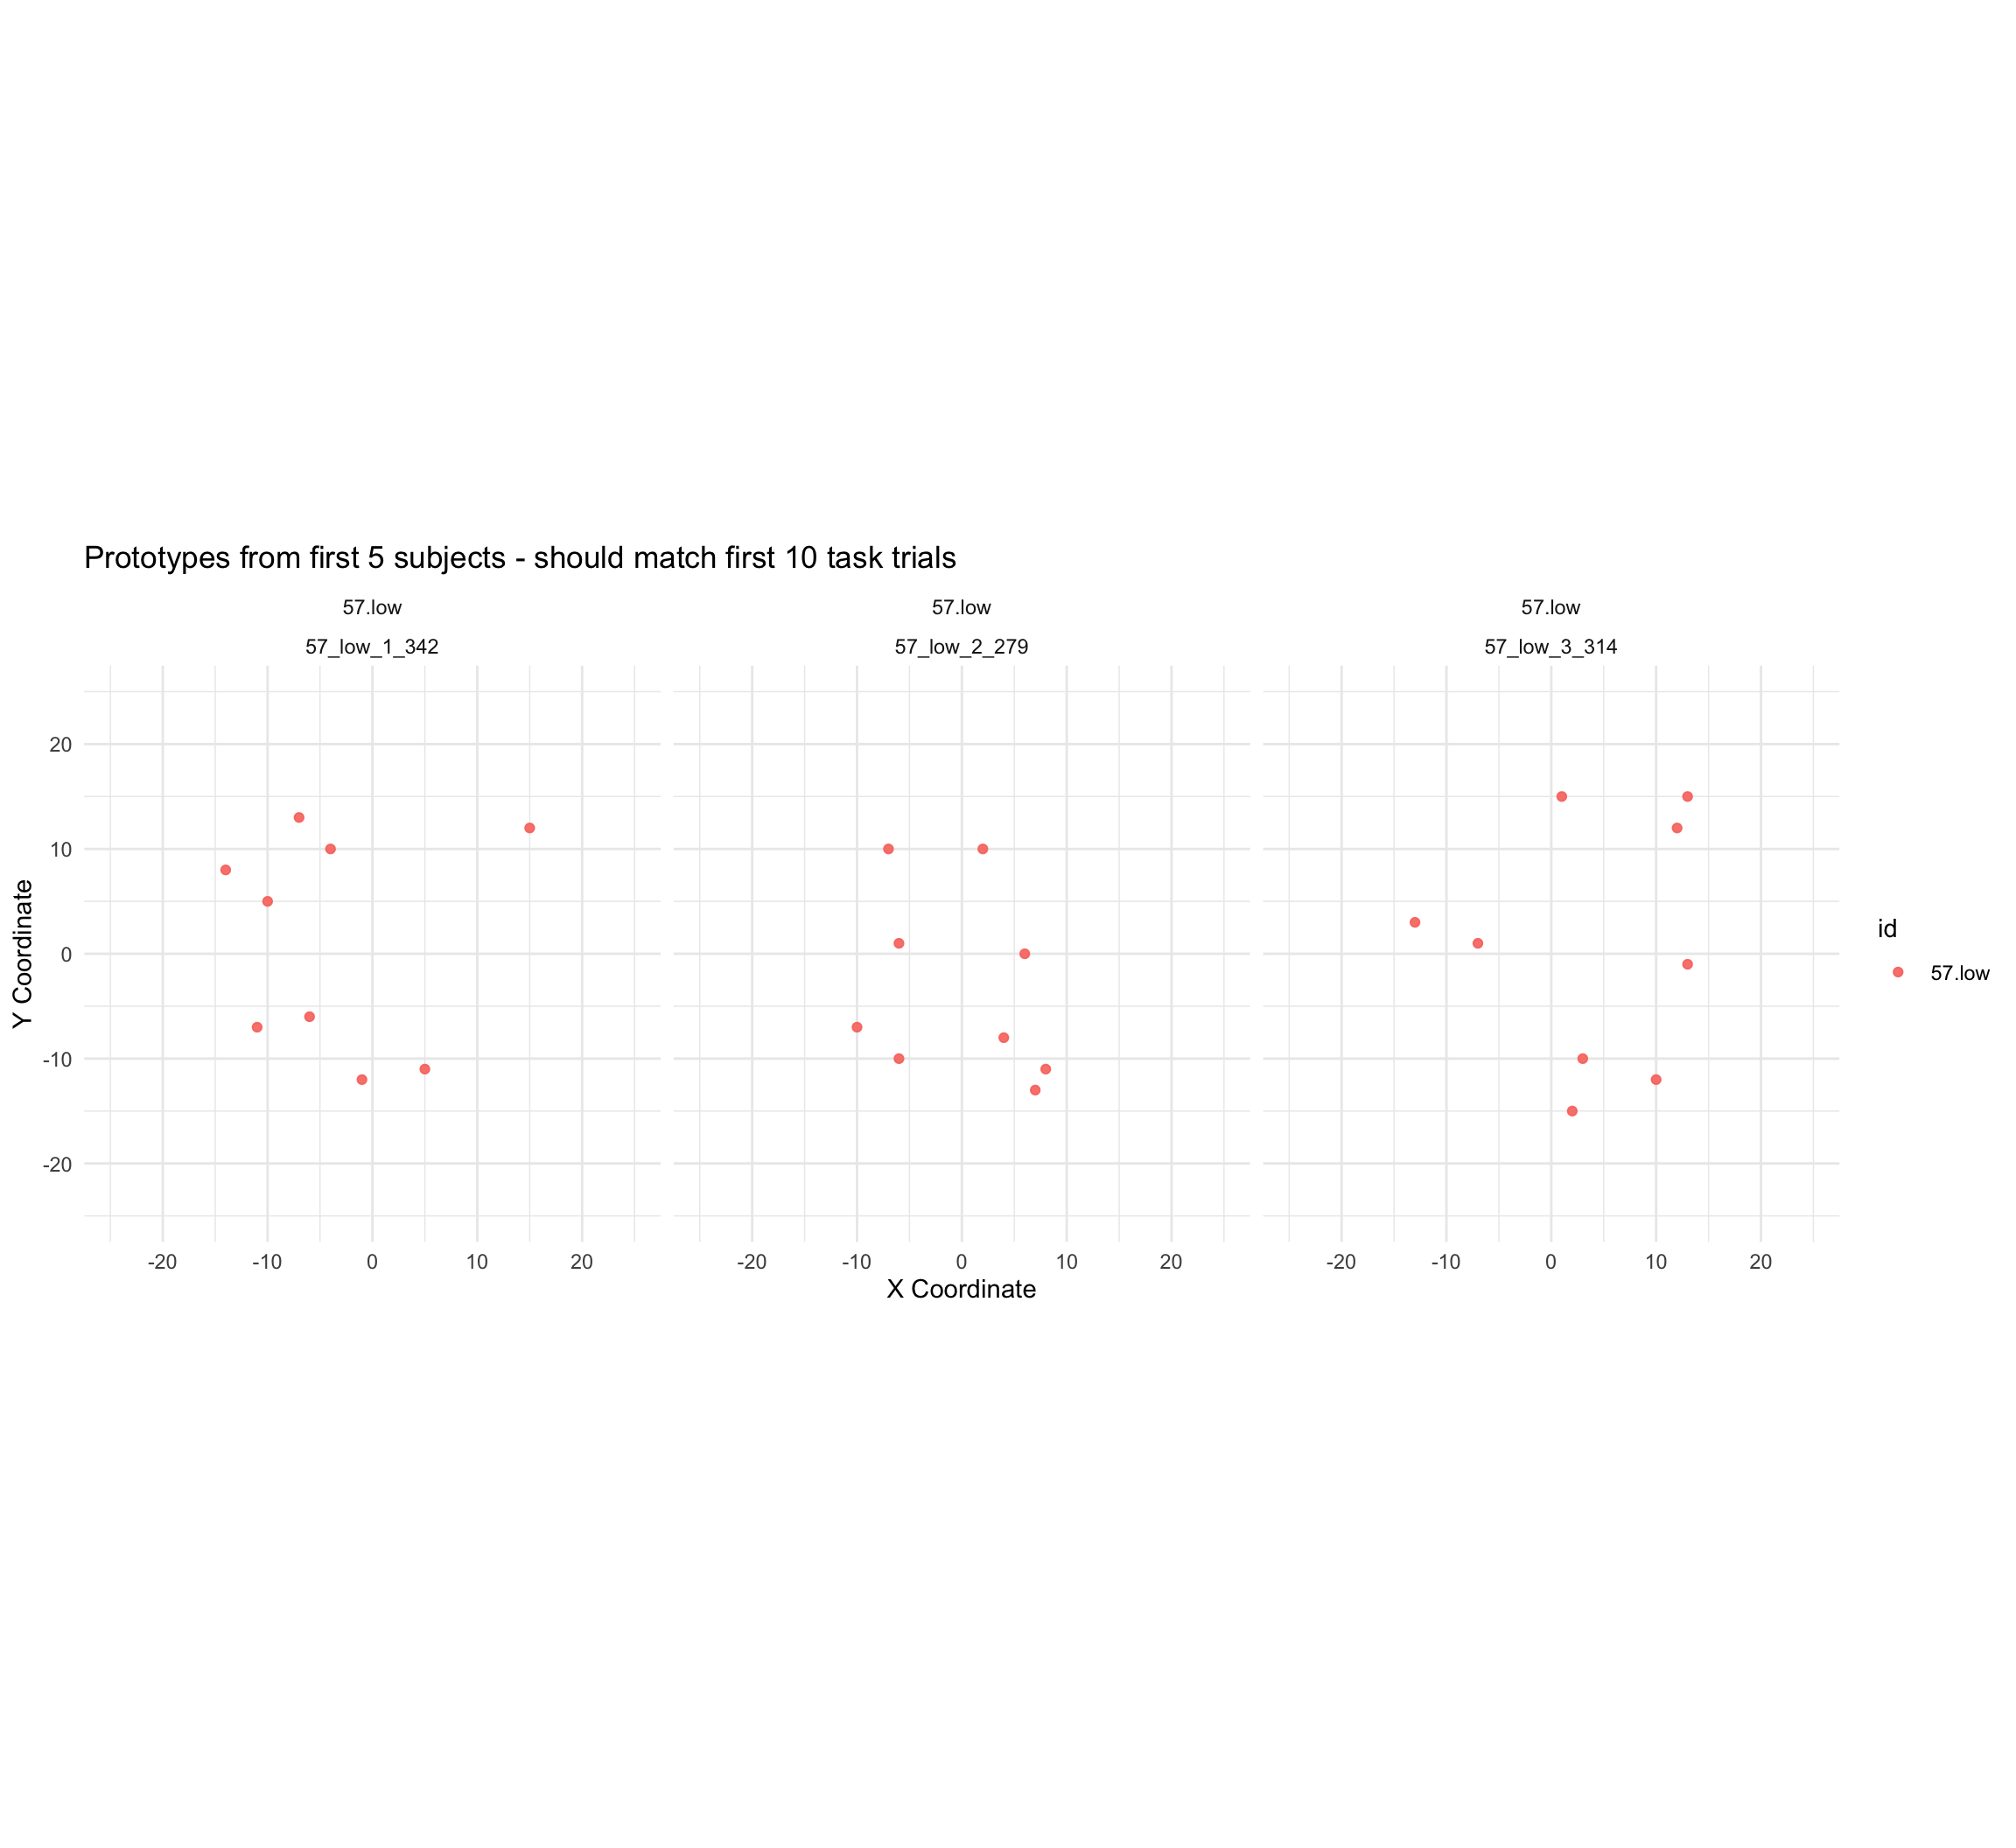 Prototypes from first 5 subjects - should match first 10 task trials
57.low
57.low
57.low
57_low_1_342
57_low_2_279
57_low_3_314
20
10
0
-10
-20
Y Coordinate
-20 -10 0 10 20
-20 -10 0 10 20
-20 -10 0 10 20
X Coordinate
id
57.low